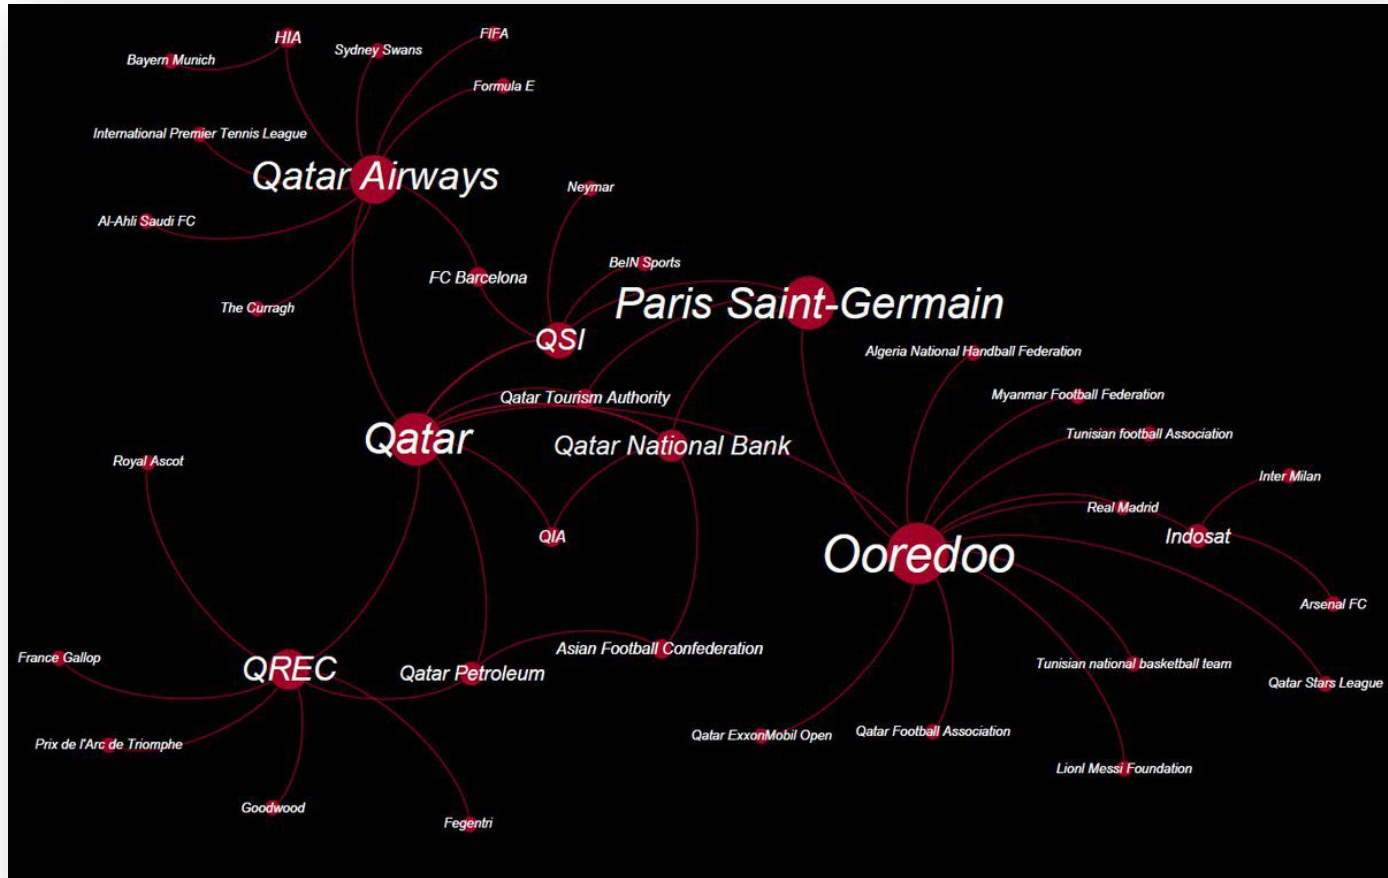 HIA
FIFA
Sydney Swans
Bayern Munich
Formula E
International Premier Tennis League
Qatar Airways
Neymar
Al-Ahli Saudi FC
BeIN Sports
FC Barcelona
The Curragh
Paris Saint-Germain
QSI
Algeria National Handball Federation
Qatar Tourism Authority
Myanmar Football Federation
Qatar
Tunisian football Association
Qatar National Bank
Royal Ascot
Inter Milan
Real Madrid
QIA
Indosat
Ooredoo
Arsenal FC
Asian Football Confederation
France Gallop
QREC
Qatar Petroleum
Tunisian national basketball team
Qatar Stars League
Qatar ExxonMobil Open
Qatar Football Association
Prix de l'Arc de Triomphe
Lionl Messi Foundation
Goodwood
Fegentri